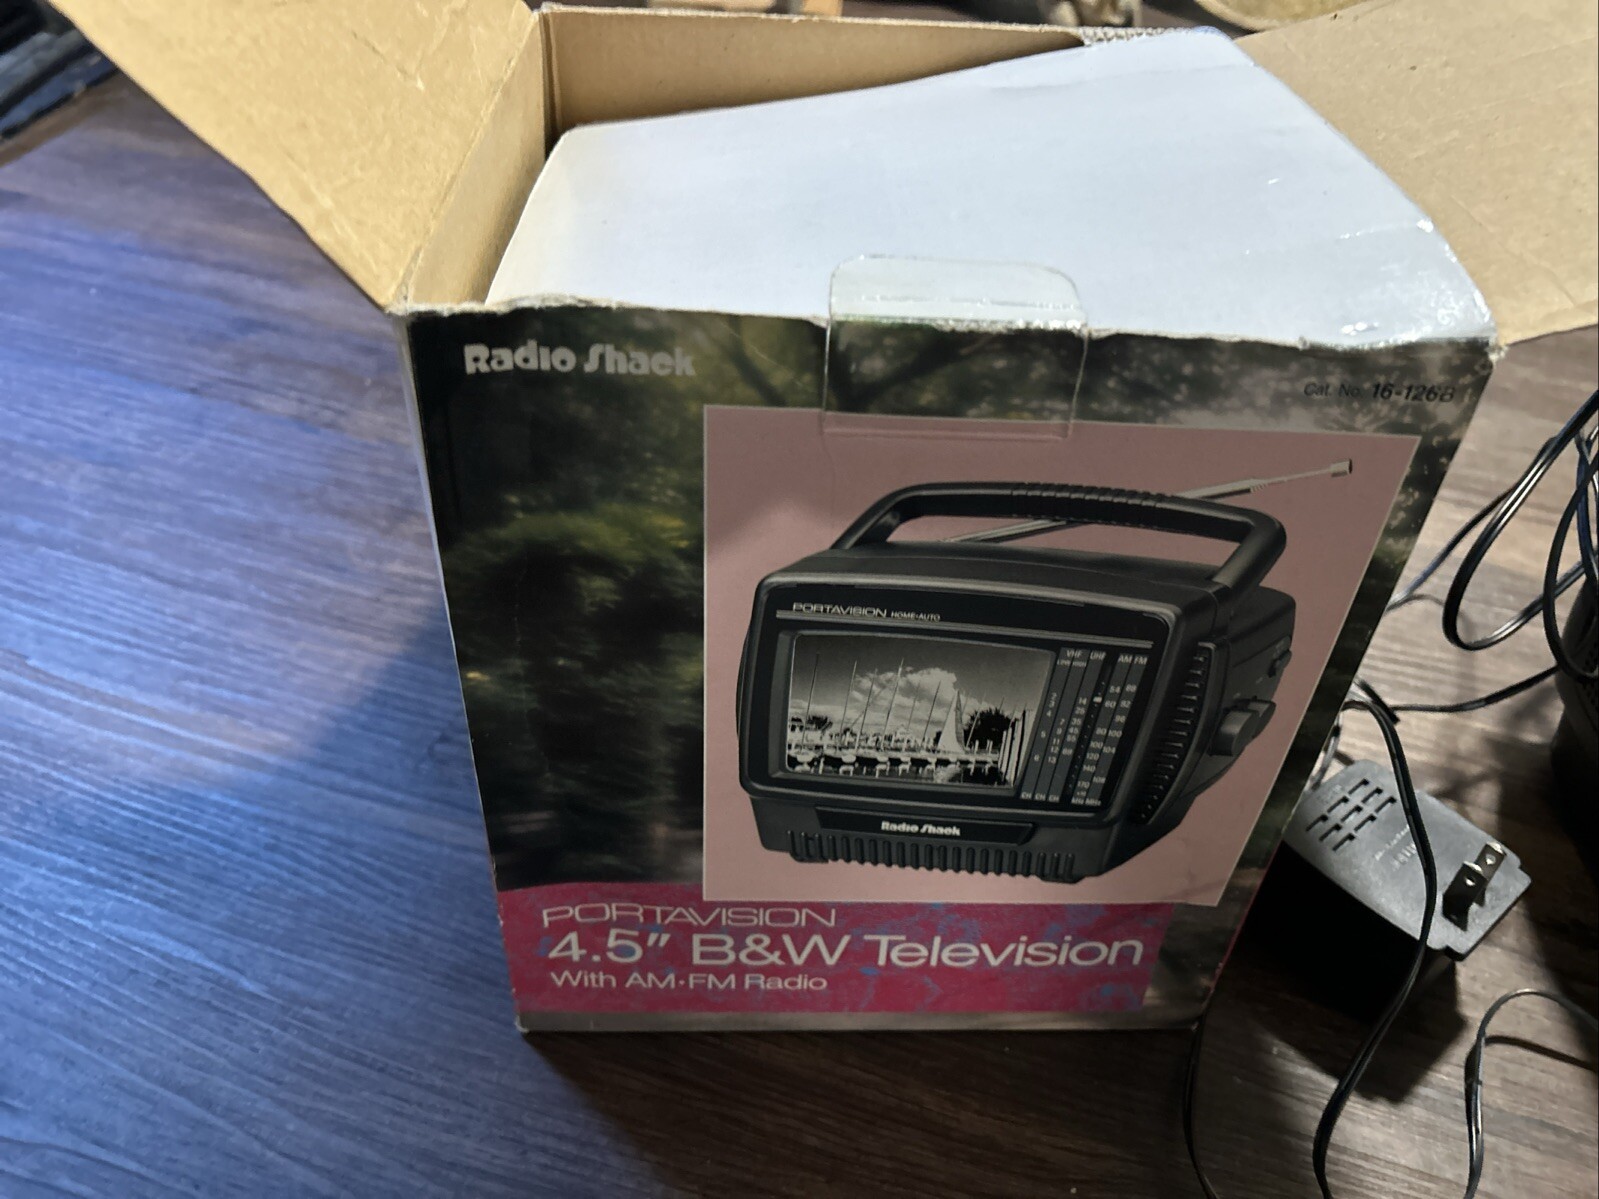 Radio Shack
Cat. No. 16-126B
PORTAVISION HOME•AUTO
VHF UHF AM FM
Radio Shack
PORTAVISION
4.5" B&W Television
With AM•FM Radio